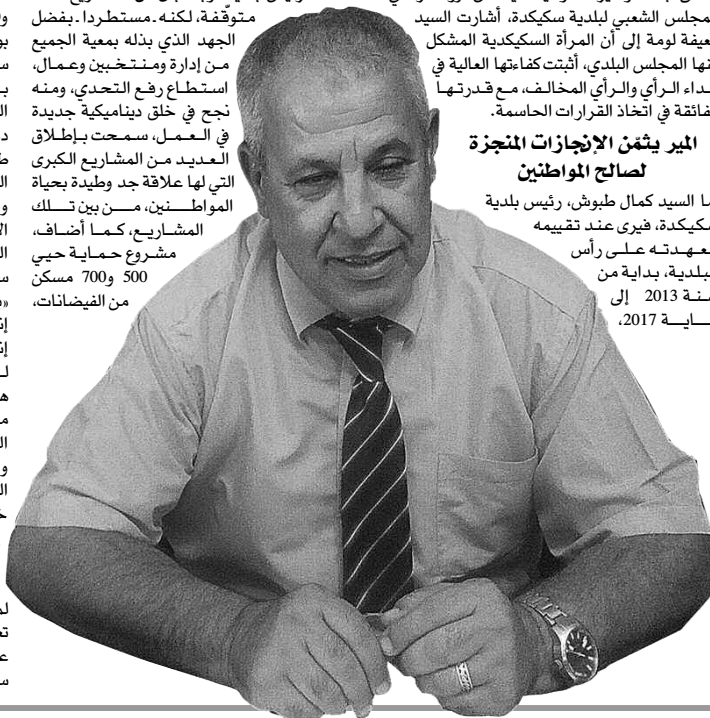 لمجلس الشعبي لبلدية سكيكدة، أشارت السيد
عيفة لومة إلى أن المرأة السكيكدية المشكل
نها المجلس البلدي، أثبتت كفاءتها العالية في
داء الرأي والرأي المخالف، مع قدرتها
فائقة في اتخاذ القرارات الحاسمة.
المير يثمّن الإنجازات المنجزة
لصالح المواطنين
ما السيد كمال طبوش، رئيس بلدية
سكيكدة، فيرى عند تقييمه
عهدته على رأس
لبلدية، بداية من
سنة 2013 إلى
ـاية 2017،
متوقّفة، لكنه ـ مستطردا ـ بفضل
الجهد الذي بذله بمعية الجميع
من إدارة ومنتخبين وعمال،
استطاع رفع التحدي، ومنه
نجح في خلق ديناميكية جديدة
في العمل، سمحت بإطلاق
العديد من المشاريع الكبرى
التي لها علاقة جد وطيدة بحياة
المواطنين، من بين تلك
المشاريع، كما أضاف،
مشروع حماية حيي
500 و700 مسكن
من الفيضانات،